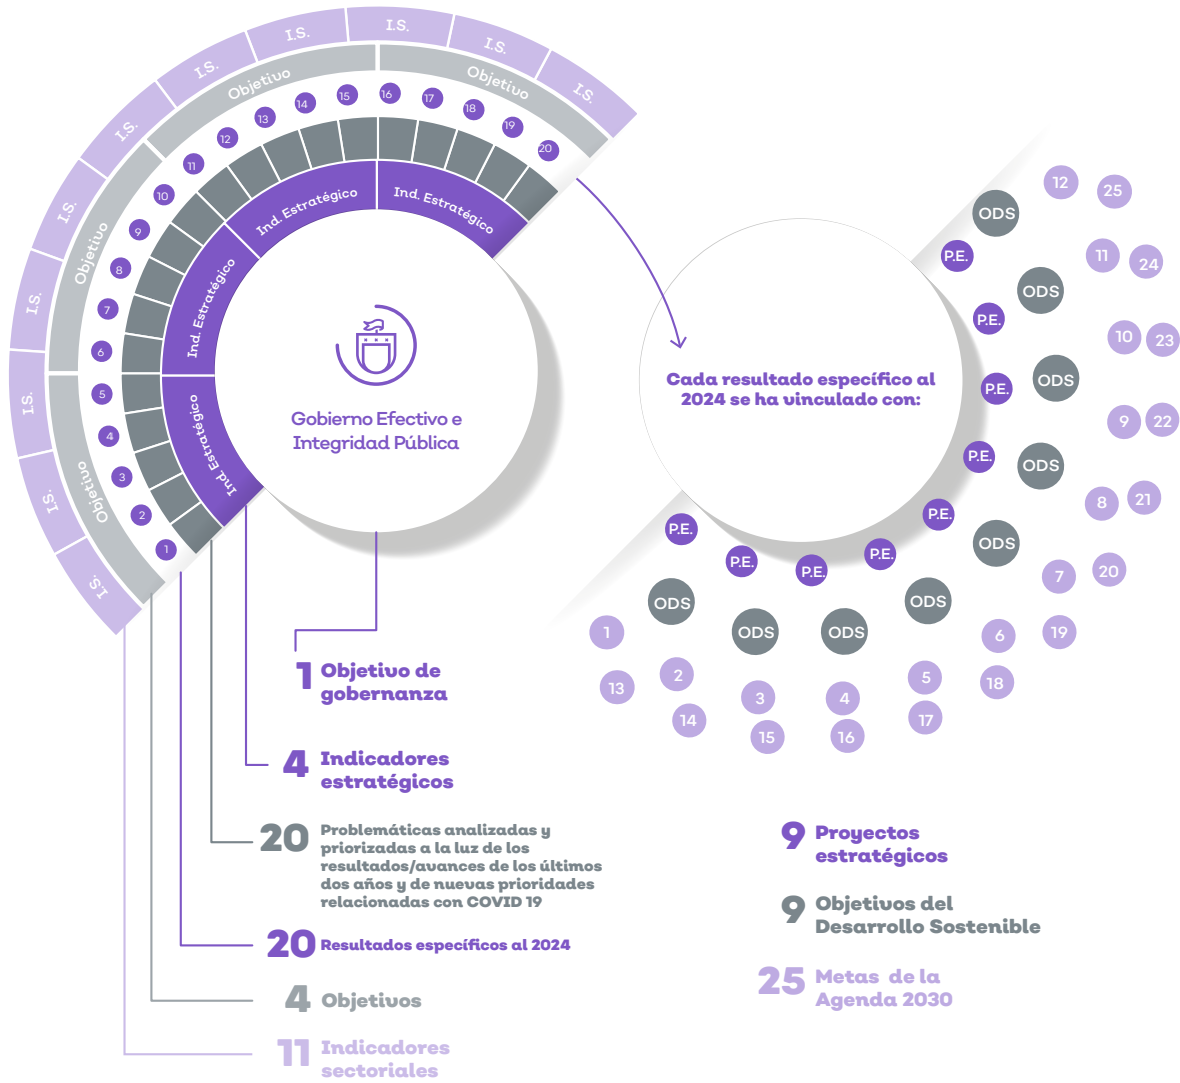 I.S.
I.S.
I.S.
I.S.
I.S.
I.S.
I.S.
I.S.
I.S.
I.S.
I.S.
Objetivo
Objetivo
Objetivo
Objetivo
1
2
3
4
5
6
7
8
9
10
11
12
13
14
15
16
17
18
19
20
Ind. Estratégico
Ind. Estratégico
Ind. Estratégico
Ind. Estratégico
Gobierno Efectivo e
Integridad Pública
1 Objetivo de
gobernanza
4 Indicadores
estratégicos
20 Problemáticas analizadas y
priorizadas a la luz de los
resultados/avances de los últimos
dos años y de nuevas prioridades
relacionadas con COVID 19
20 Resultados específicos al 2024
4 Objetivos
11 Indicadores
sectoriales
Cada resultado específico al
2024 se ha vinculado con:
P.E.
P.E.
P.E.
P.E.
P.E.
P.E.
P.E.
P.E.
P.E.
ODS
ODS
ODS
ODS
ODS
ODS
ODS
ODS
ODS
1
2
3
4
5
6
7
8
9
10
11
12
13
14
15
16
17
18
19
20
21
22
23
24
25
9 Proyectos
estratégicos
9 Objetivos del
Desarrollo Sostenible
25 Metas de la
Agenda 2030